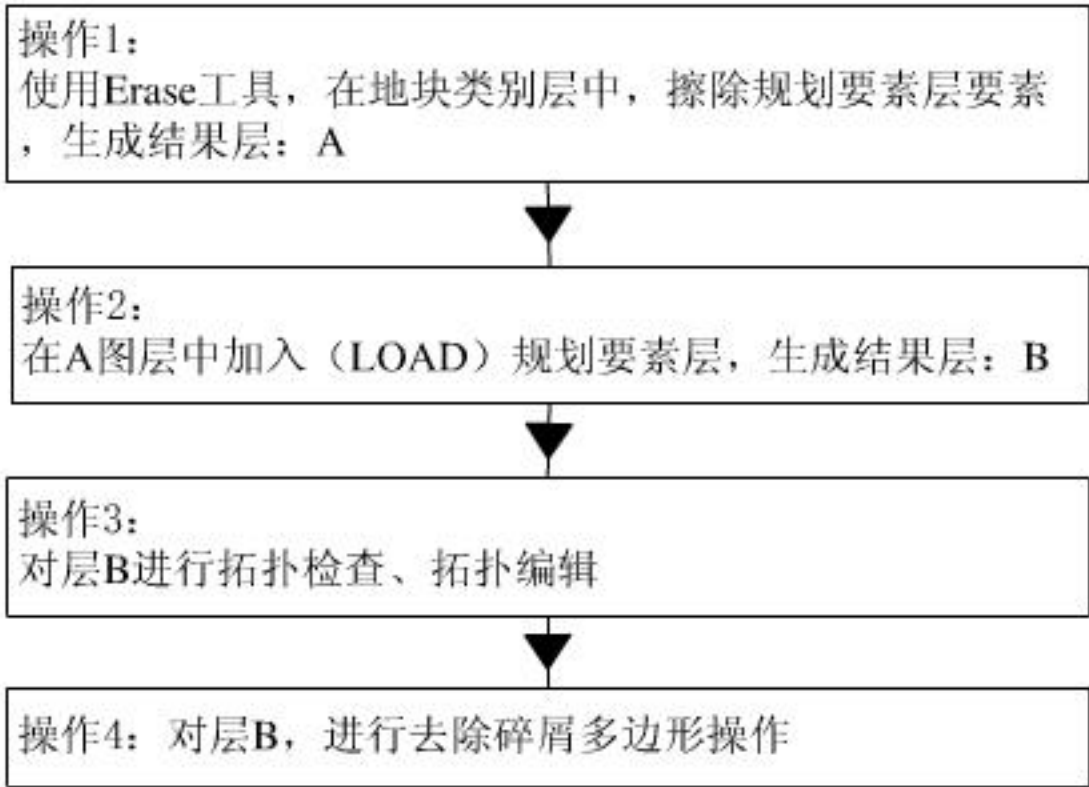 操作1：
使用Erase工具，在地块类别层中，擦除规划要素层要素
，生成结果层：A
操作2：
在A图层中加入（LOAD）规划要素层，生成结果层：B
操作3：
对层B进行拓扑检查、拓扑编辑
操作4：对层B，进行去除碎屑多边形操作